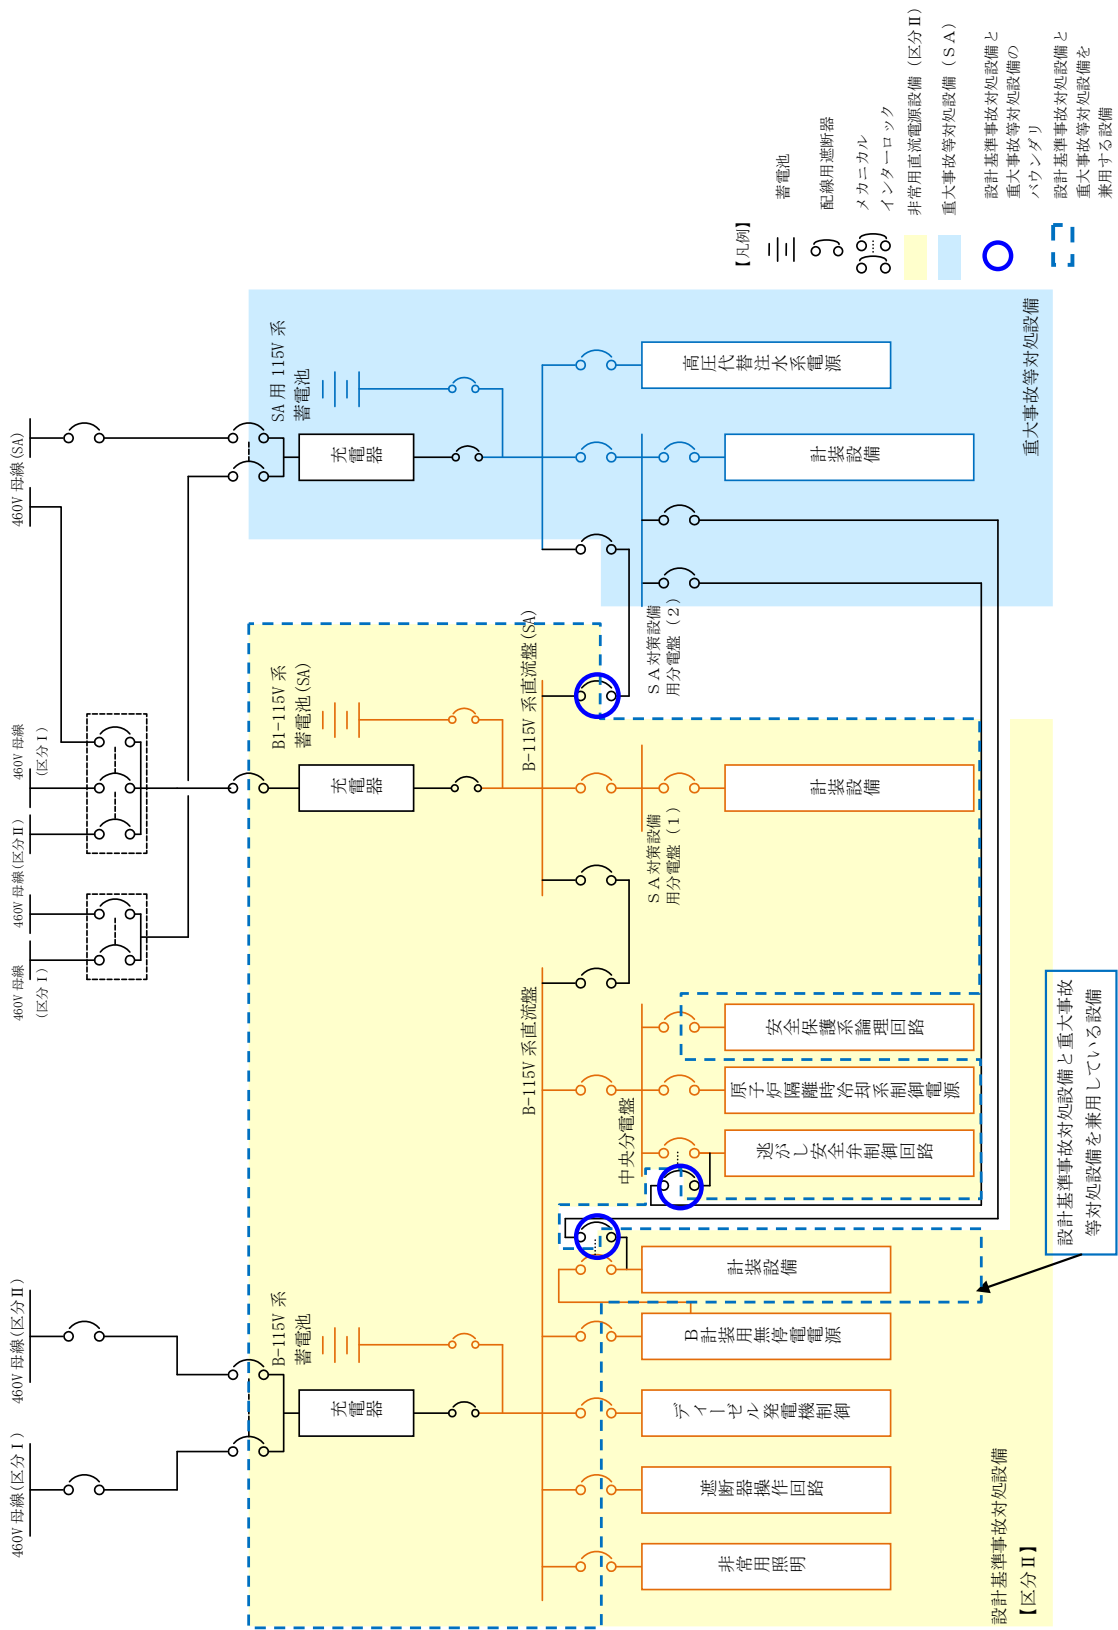 460V 母線(区分Ⅰ)
460V 母線(区分Ⅱ)
460V 母線
(区分Ⅰ)
460V 母線(区分Ⅱ)
460V 母線
(区分Ⅰ)
460V 母線(SA)
B-115V 系
蓄電池
充電器
B1-115V 系
蓄電池(SA)
充電器
SA 用 115V 系
蓄電池
充電器
B-115V 系直流盤
B-115V 系直流盤(SA)
中央分電盤
SA対策設備
用分電盤(1)
SA対策設備
用分電盤(2)
非常用照明
遮断器操作回路
ディーゼル発電機制御
B計装用無停電電源
計装設備
逃がし安全弁制御回路
原子炉隔離時冷却系制御電源
安全保護系論理回路
計装設備
計装設備
高圧代替注水系電源
設計基準事故対処設備
【区分Ⅱ】
重大事故等対処設備
設計基準事故対処設備と重大事故
等対処設備を兼用している設備
【凡例】
蓄電池
配線用遮断器
メカニカル
インターロック
非常用直流電源設備(区分Ⅱ)
重大事故等対処設備(SA)
設計基準事故対処設備と
重大事故等対処設備の
バウンダリ
設計基準事故対処設備と
重大事故等対処設備を
兼用する設備